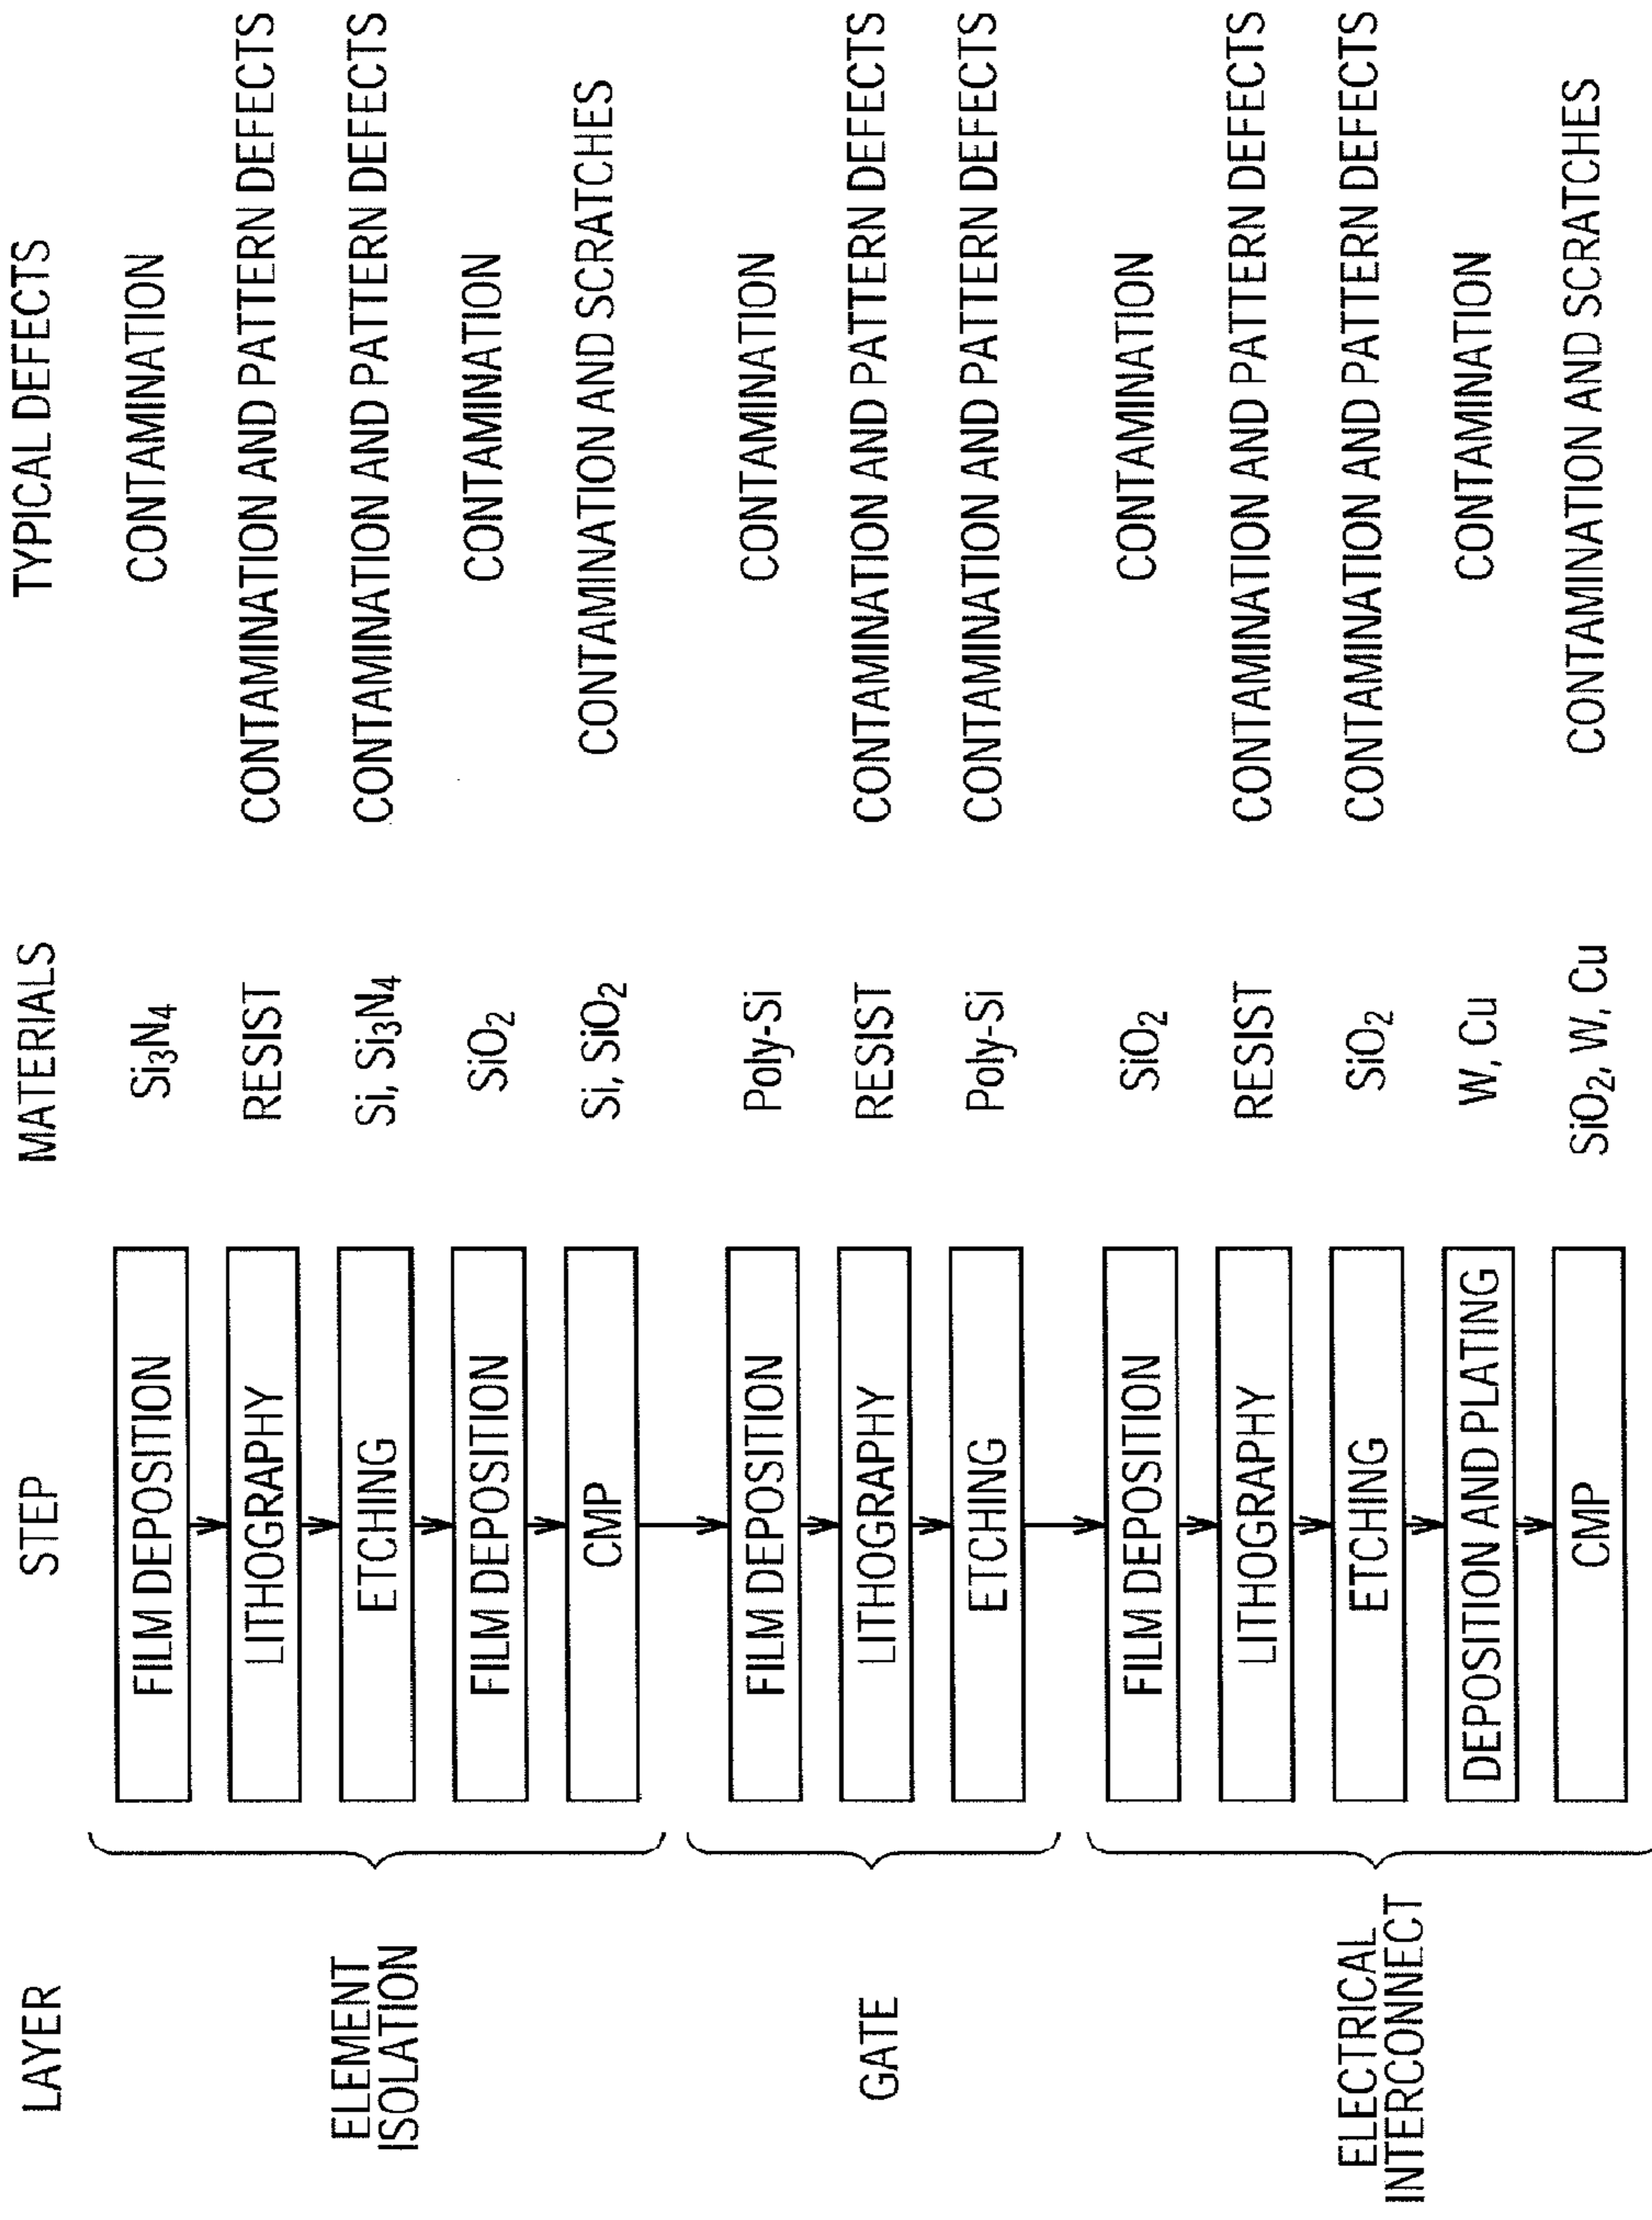 LAYER STEP MATERIALS TYPICAL DEFECTS
FILM DEPOSITION Si₃N₄ CONTAMINATION
LITHOGRAPHY RESIST CONTAMINATION AND PATTERN DEFECTS
ELEMENT
ISOLATION
ETCHING Si, Si₃N₄ CONTAMINATION AND PATTERN DEFECTS
FILM DEPOSITION SiO₂ CONTAMINATION
CMP Si, SiO₂ CONTAMINATION AND SCRATCHES
FILM DEPOSITION Poly-Si CONTAMINATION
GATE LITHOGRAPHY RESIST CONTAMINATION AND PATTERN DEFECTS
ETCHING Poly-Si CONTAMINATION AND PATTERN DEFECTS
FILM DEPOSITION SiO₂ CONTAMINATION
LITHOGRAPHY RESIST CONTAMINATION AND PATTERN DEFECTS
ELECTRICAL
INTERCONNECT
ETCHING SiO₂ CONTAMINATION AND PATTERN DEFECTS
DEPOSITION AND PLATING W, Cu CONTAMINATION
CMP SiO₂, W, Cu CONTAMINATION AND SCRATCHES